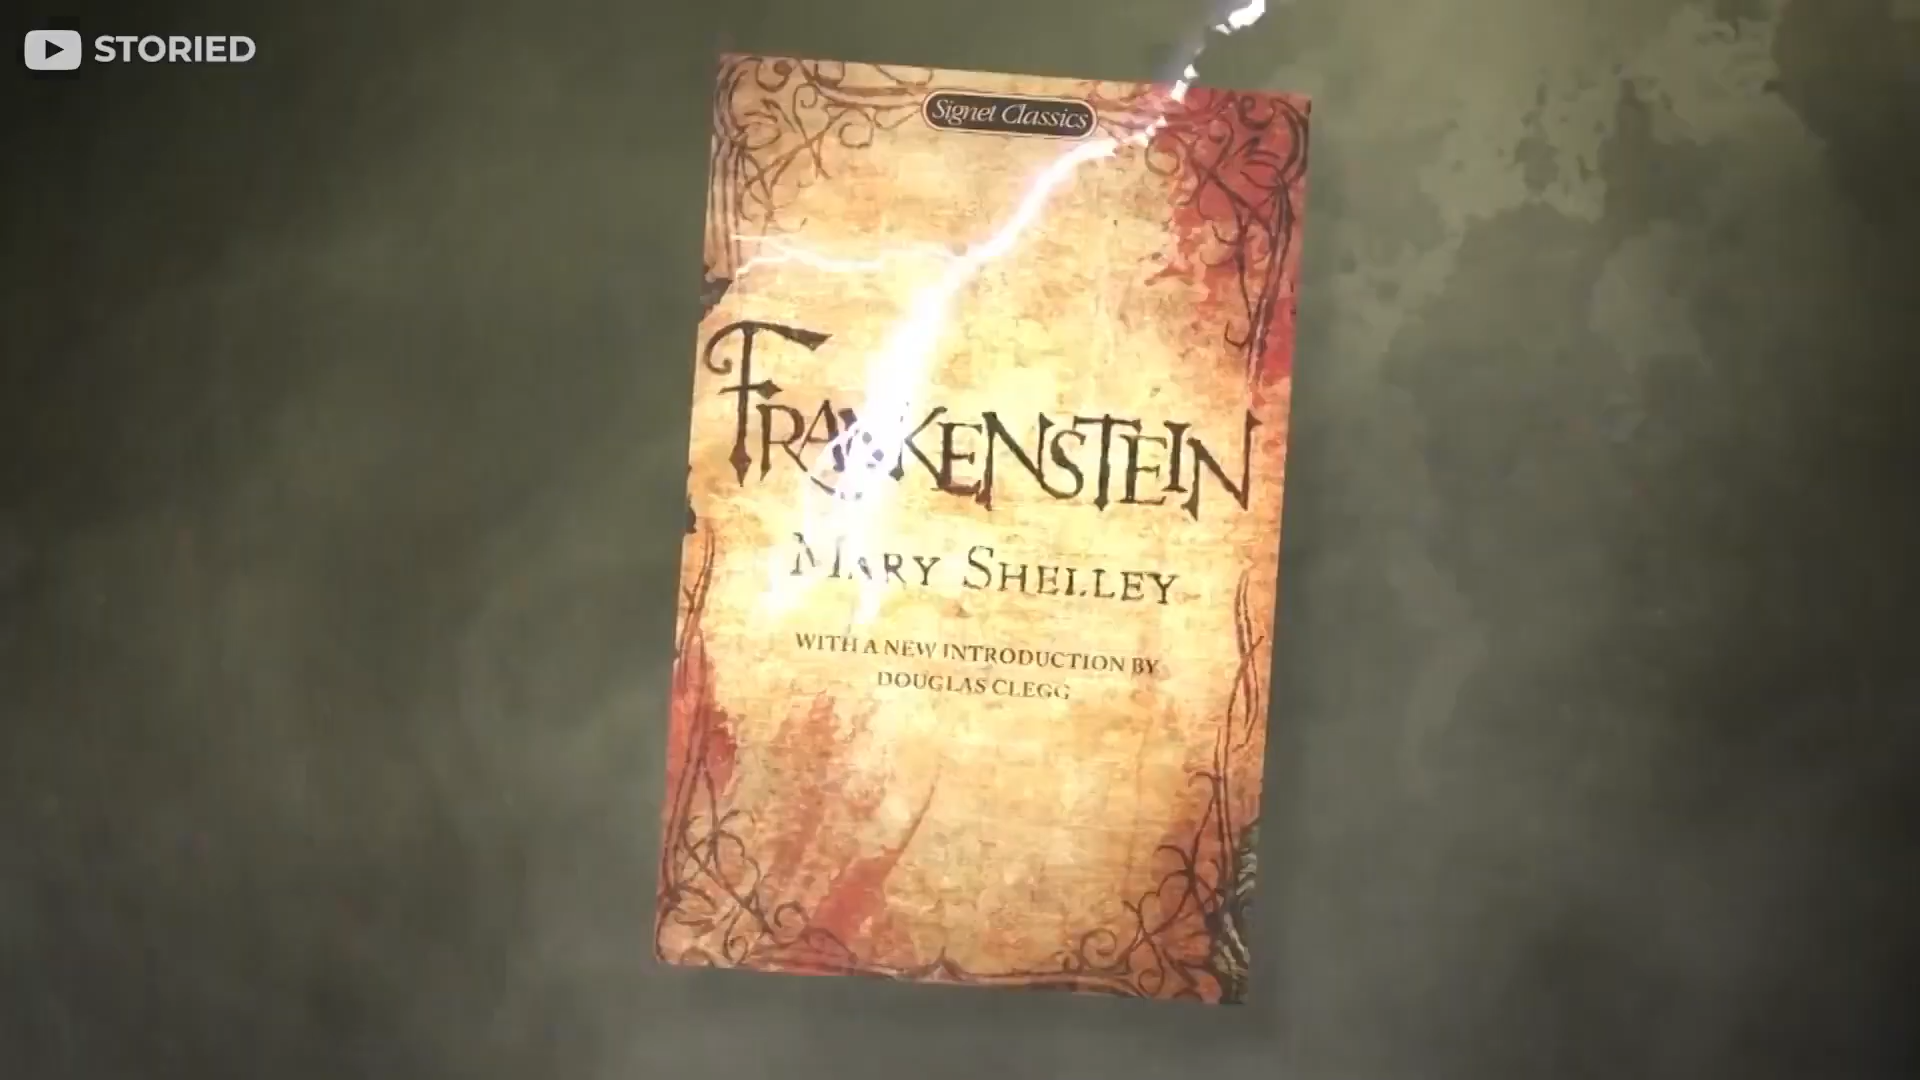 STORIED
Signet Classics
FRANKENSTEIN
MARY SHELLEY
WITH A NEW INTRODUCTION BY
DOUGLAS CLEGG